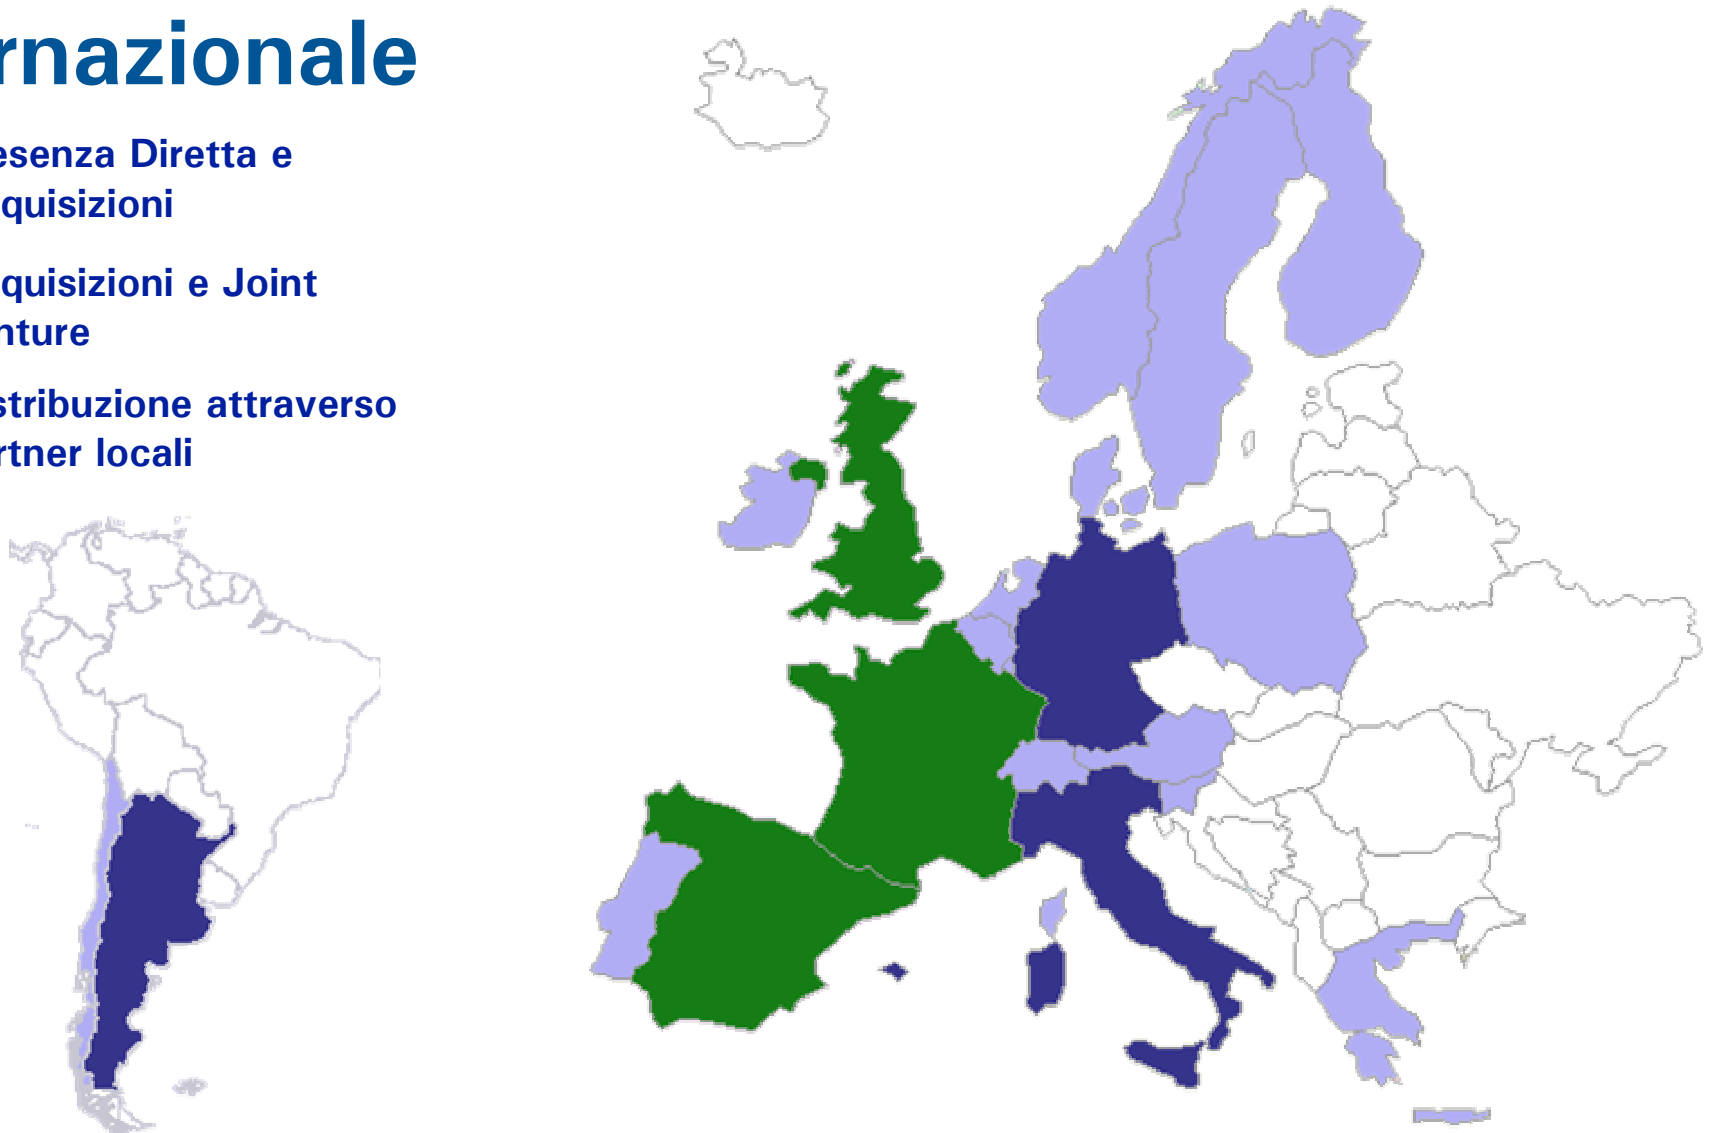 rnazionale
esenza Diretta e
quisizioni
quisizioni e Joint
nture
stribuzione attraverso
rtner locali